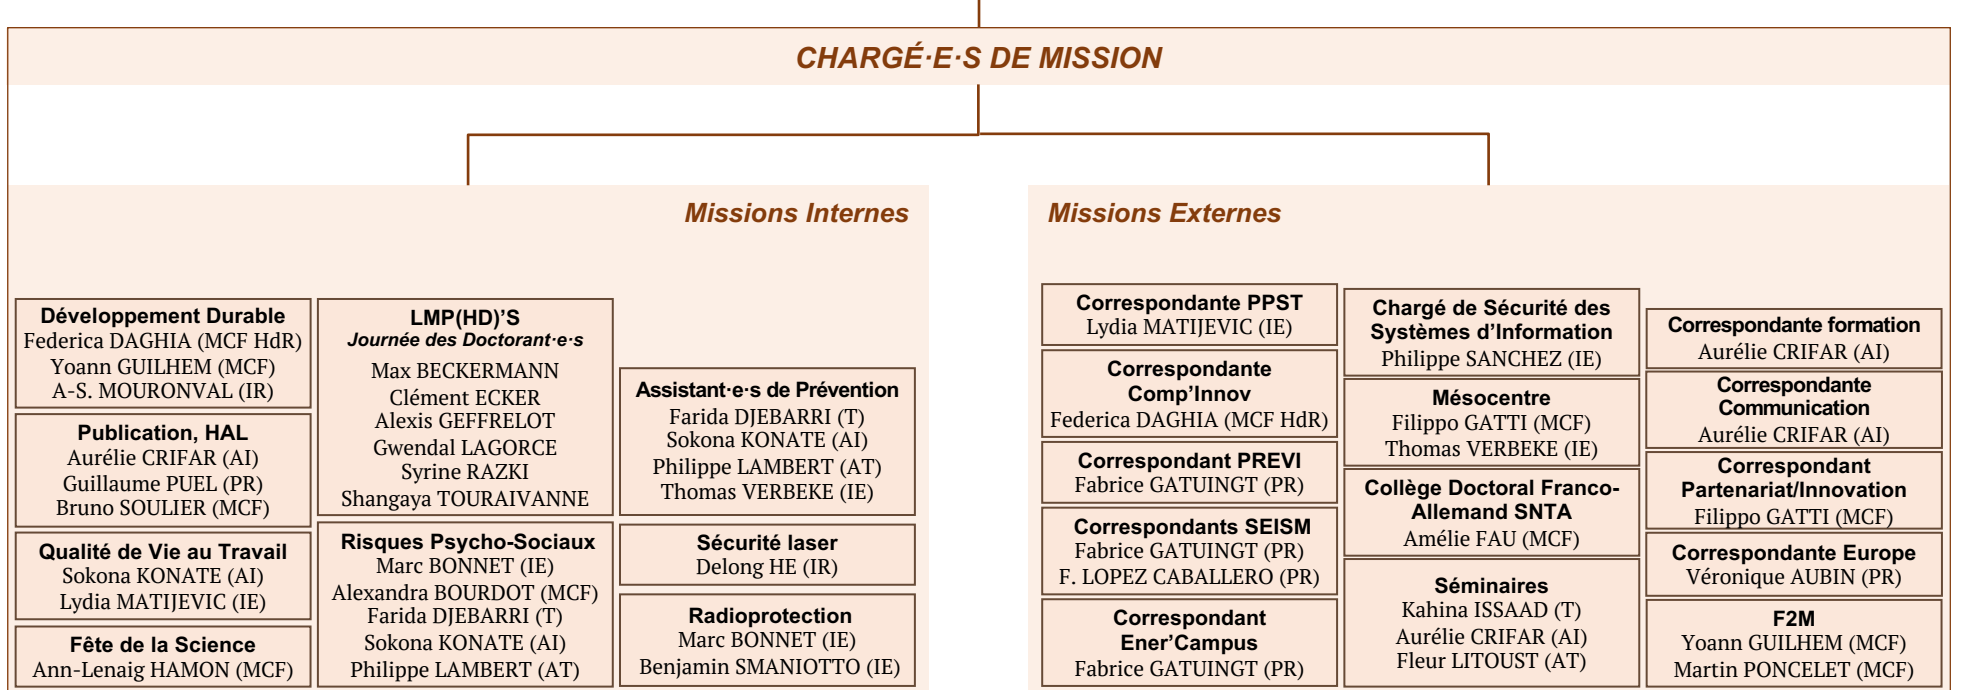 CHARGÉ·E·S DE MISSION
Missions Internes
Développement Durable
Federica DAGHIA (MCF HdR)
Yoann GUILHEM (MCF)
A-S. MOURONVAL (IR)
Publication, HAL
Aurélie CRIFAR (AI)
Guillaume PUEL (PR)
Bruno SOULIER (MCF)
Qualité de Vie au Travail
Sokona KONATE (AI)
Lydia MATIJEVIC (IE)
Fête de la Science
Ann-Lenaig HAMON (MCF)
LMP(HD)’S
Journée des Doctorant·e·s
Max BECKERMANN
Clément ECKER
Alexis GEFFRELOT
Gwendal LAGORCE
Syrine RAZKI
Shangaya TOURAIVANNE
Risques Psycho-Sociaux
Marc BONNET (IE)
Alexandra BOURDOT (MCF)
Farida DJEBARRI (T)
Sokona KONATE (AI)
Philippe LAMBERT (AT)
Assistant·e·s de Prévention
Farida DJEBARRI (T)
Sokona KONATE (AI)
Philippe LAMBERT (AT)
Thomas VERBEKE (IE)
Sécurité laser
Delong HE (IR)
Radioprotection
Marc BONNET (IE)
Benjamin SMANIOTTO (IE)
Missions Externes
Correspondante PPST
Lydia MATIJEVIC (IE)
Correspondante
Comp’Innov
Federica DAGHIA (MCF HdR)
Correspondant PREVI
Fabrice GATUINGT (PR)
Correspondants SEISM
Fabrice GATUINGT (PR)
F. LOPEZ CABALLERO (PR)
Correspondant
Ener’Campus
Fabrice GATUINGT (PR)
Chargé de Sécurité des
Systèmes d’Information
Philippe SANCHEZ (IE)
Mésocentre
Filippo GATTI (MCF)
Thomas VERBEKE (IE)
Collège Doctoral Franco-
Allemand SNTA
Amélie FAU (MCF)
Séminaires
Kahina ISSAAD (T)
Aurélie CRIFAR (AI)
Fleur LITOUST (AT)
Correspondante formation
Aurélie CRIFAR (AI)
Correspondante
Communication
Aurélie CRIFAR (AI)
Correspondant
Partenariat/Innovation
Filippo GATTI (MCF)
Correspondante Europe
Véronique AUBIN (PR)
F2M
Yoann GUILHEM (MCF)
Martin PONCELET (MCF)